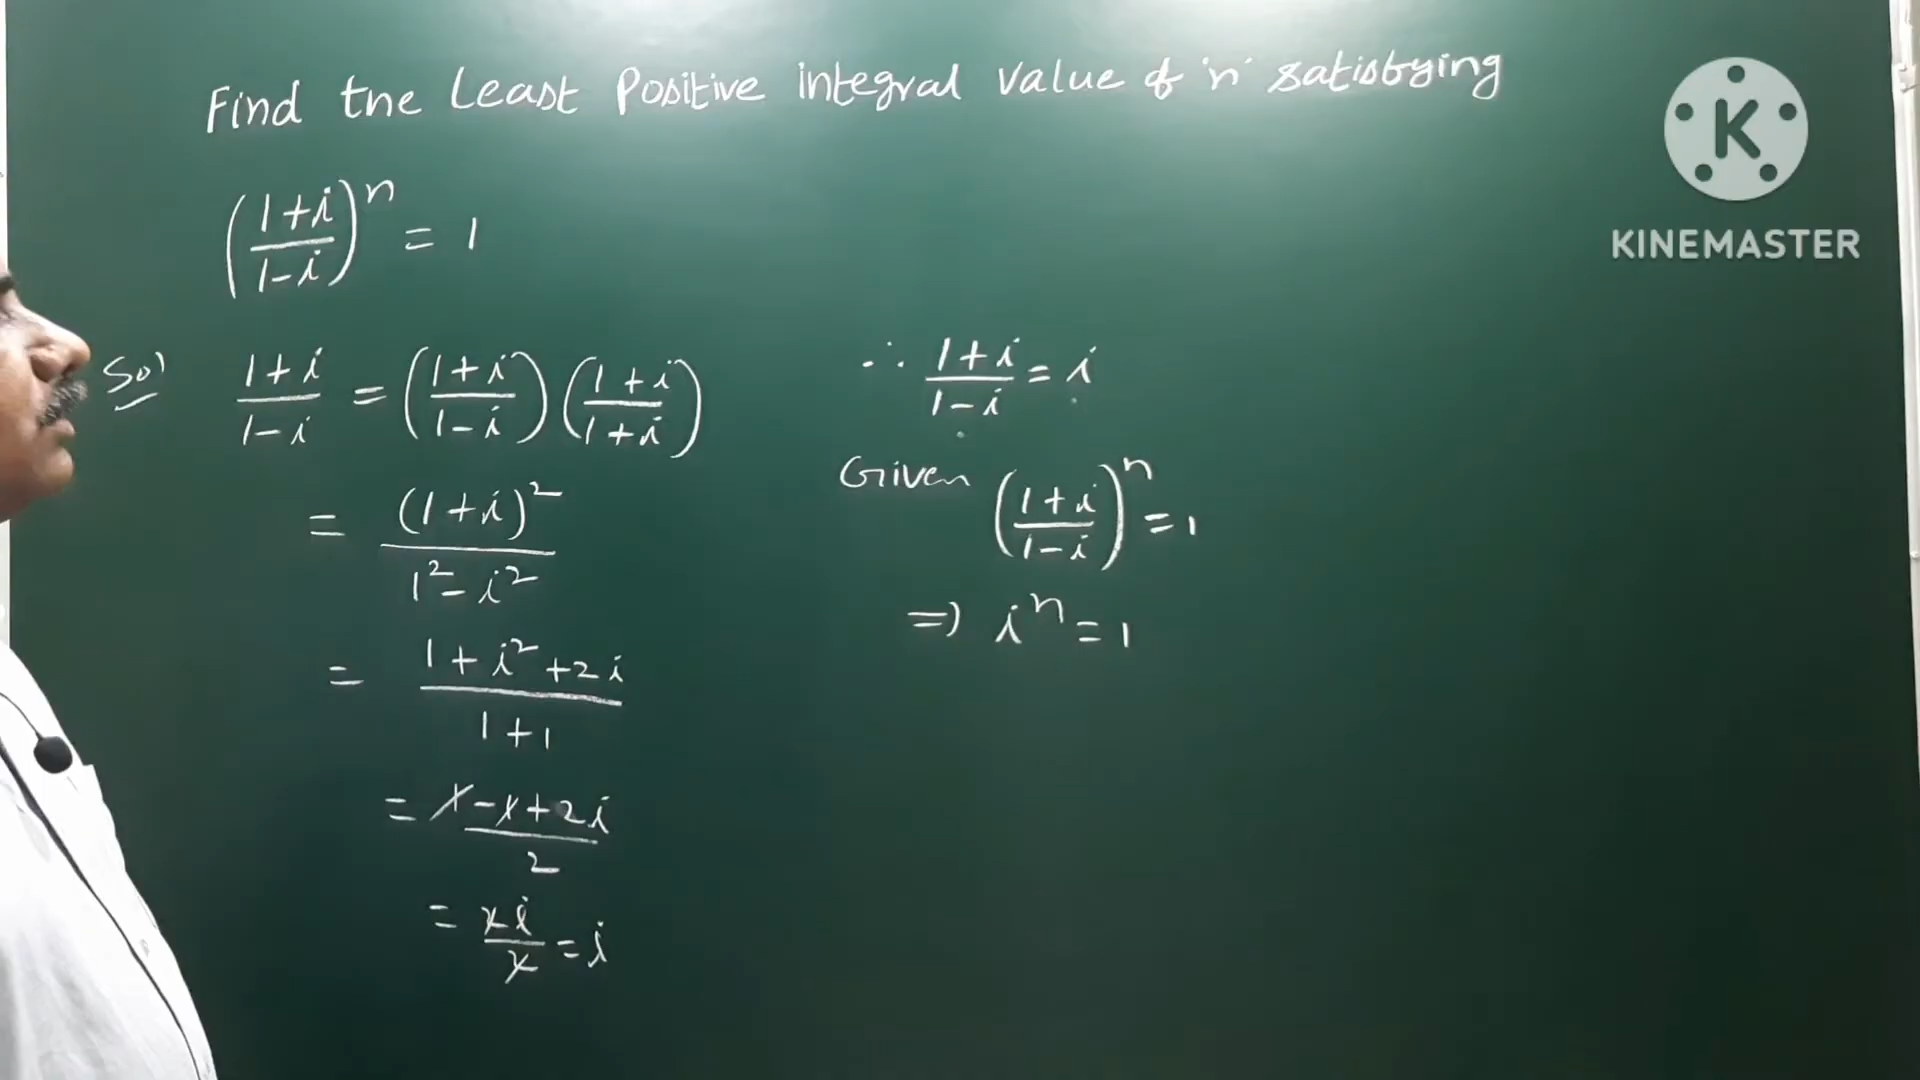 Find the Least Positive integral value of 'n' satisfying
((1+i)/(1-i))^n = 1
Sol
(1+i)/(1-i) = ((1+i)/(1-i)) ((1+i)/(1+i))
= (1+i)^2 / (1^2 - i^2)
= (1 + i^2 + 2i) / (1+1)
= (1 - 1 + 2i) / 2
= 2i/2 = i
∴ (1+i)/(1-i) = i
Given ((1+i)/(1-i))^n = 1
⇒ i^n = 1
K
KINEMASTER